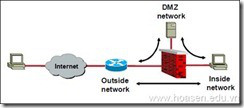 DMZ
network
Internet
Outside
network
Inside
network
www.hoasen.edu.vn